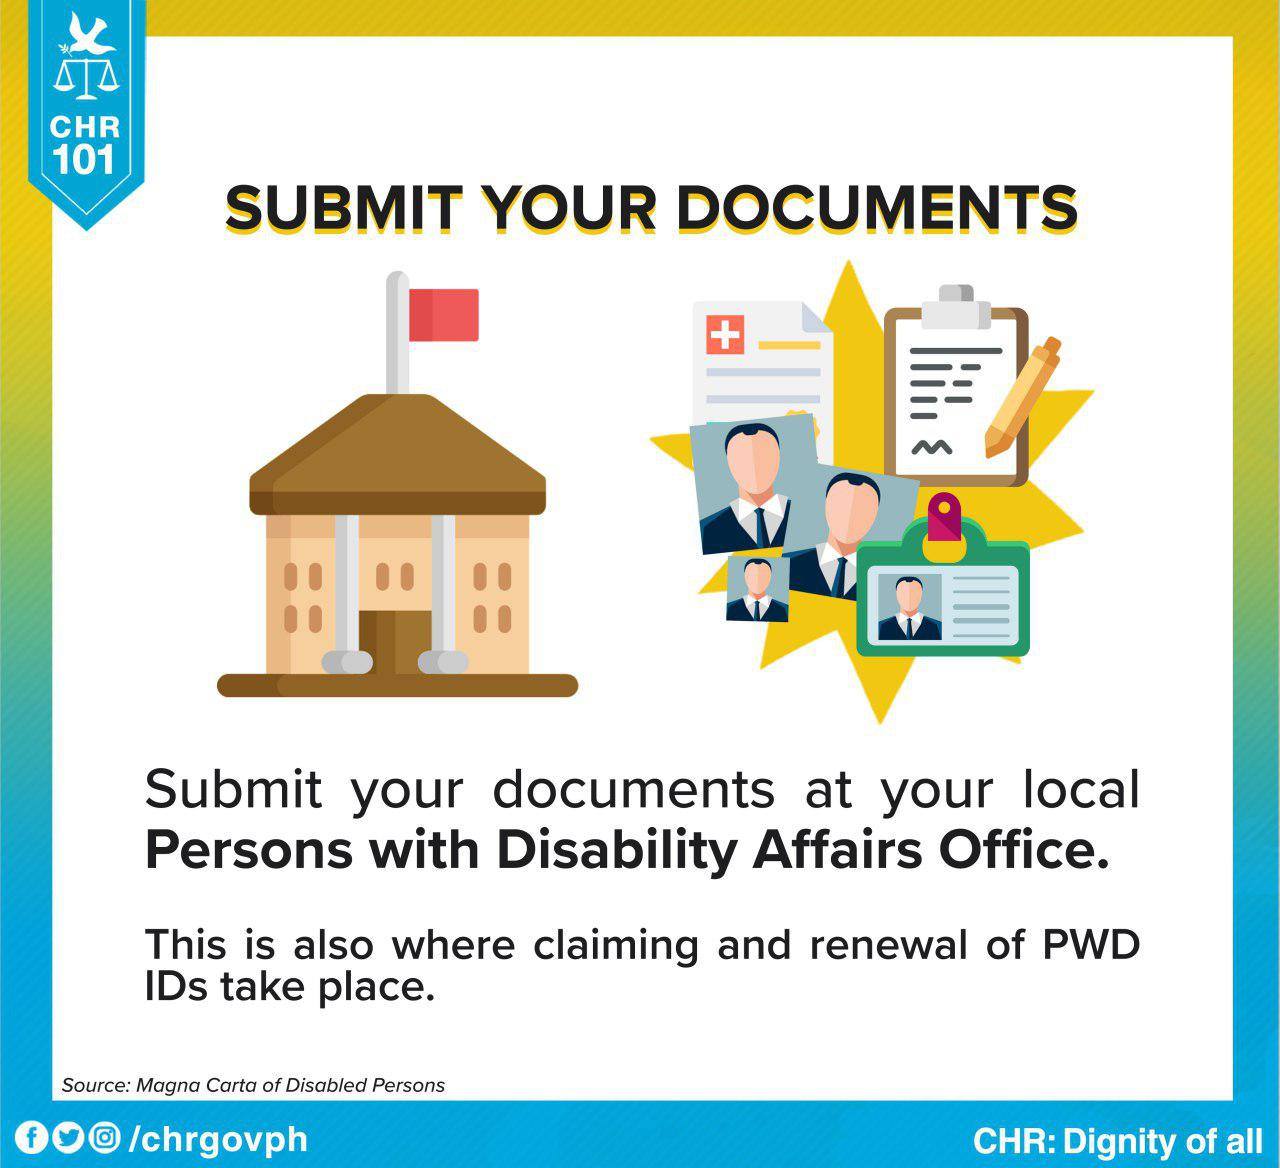 CHR
101
SUBMIT YOUR DOCUMENTS
Submit your documents at your local
Persons with Disability Affairs Office.
This is also where claiming and renewal of PWD
IDs take place.
Source: Magna Carta of Disabled Persons
/chrgovph
CHR: Dignity of all